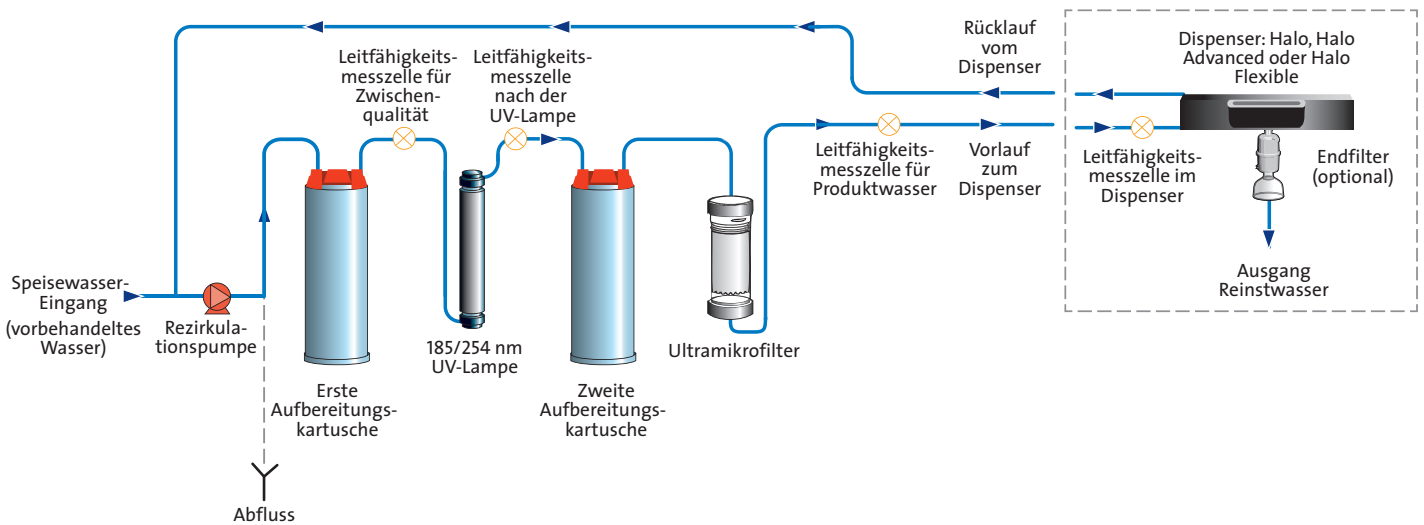 Leitfähigkeits-
messzelle für
Zwischen-
qualität
Leitfähigkeits-
messzelle
nach der
UV-Lampe
Rücklauf
vom
Dispenser
Dispenser: Halo, Halo
Advanced oder Halo
Flexible
Leitfähigkeits-
messzelle für
Produktwasser
Vorlauf
zum
Dispenser
Leitfähigkeits-
messzelle im
Dispenser
Endfilter
(optional)
Ausgang
Reinstwasser
Speisewasser-
Eingang
(vorbehandeltes
Wasser)
Rezirkula-
tionspumpe
185/254 nm
UV-Lampe
Ultramikrofilter
Erste
Aufbereitungs-
kartusche
Zweite
Aufbereitungs-
kartusche
Abfluss